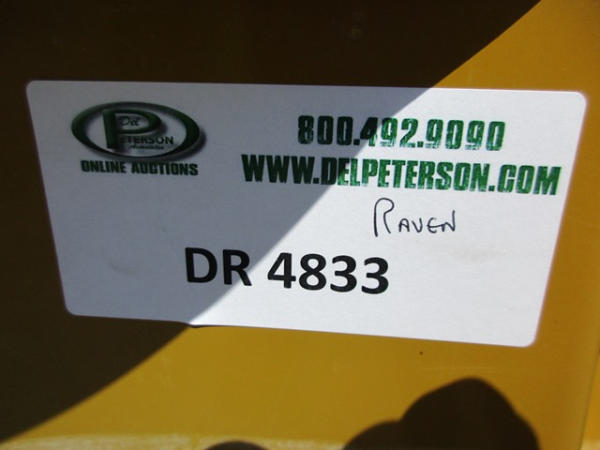 Del
PETERSON
ONLINE AUCTIONS
800.492.9090
WWW.DELPETERSON.COM
RAVEN
DR 4833